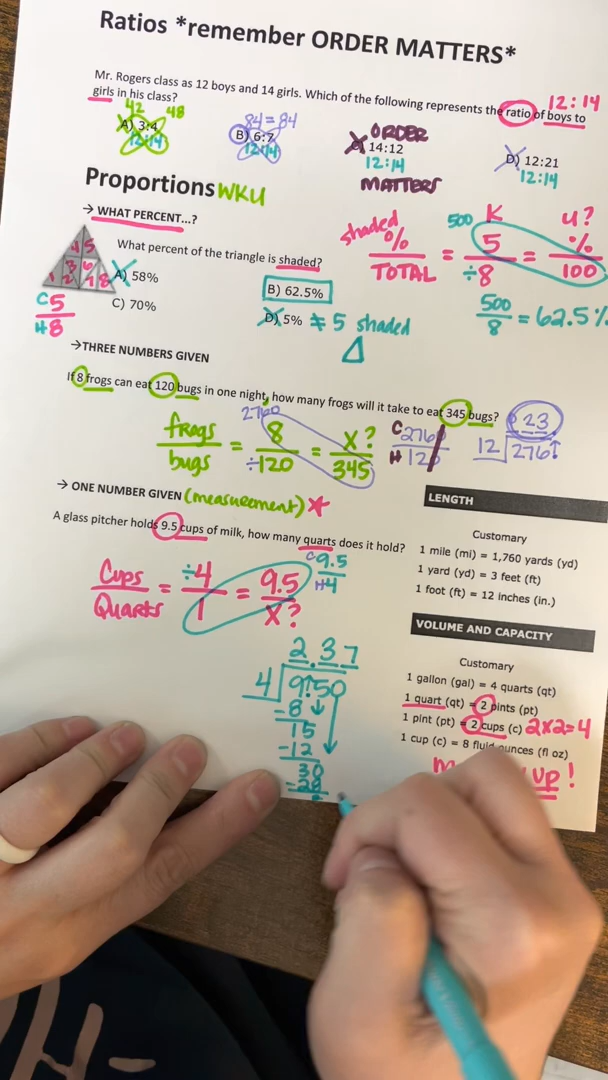 Ratios *remember ORDER MATTERS*
Mr. Rogers class as 12 boys and 14 girls. Which of the following represents the ratio of boys to
girls in his class?
12:14
42 48
A) 3:4
12:14
84=84
B) 6:7
12:14
ORDER
14:12
12:14
MATTERS
D) 12:21
12:14
Proportions WKU
→ WHAT PERCENT...?
What percent of the triangle is shaded?
A) 58%
B) 62.5%
C) 70%
D) 5% ≠ 5 shaded
C 5
H 8
shaded % / TOTAL = 5 / ÷8 = % / 100
500 K U?
500 / 8 = 62.5%
→THREE NUMBERS GIVEN
If 8 frogs can eat 120 bugs in one night, how many frogs will it take to eat 345 bugs?
2760
frogs / bugs = 8 / ÷120 = X? / 345
C 276
H 12
23
12 276
→ ONE NUMBER GIVEN (measurement)
A glass pitcher holds 9.5 cups of milk, how many quarts does it hold?
Cups / Quarts = ÷4 / 1 = 9.5 / X?
C 9.5
H 4
2.37
4 9.50
-8
15
-12
30
-28
LENGTH
Customary
1 mile (mi) = 1,760 yards (yd)
1 yard (yd) = 3 feet (ft)
1 foot (ft) = 12 inches (in.)
VOLUME AND CAPACITY
Customary
1 gallon (gal) = 4 quarts (qt)
1 quart (qt) = 2 pints (pt)
1 pint (pt) = 2 cups (c) 2x2=4
1 cup (c) = 8 fluid ounces (fl oz)
UP!